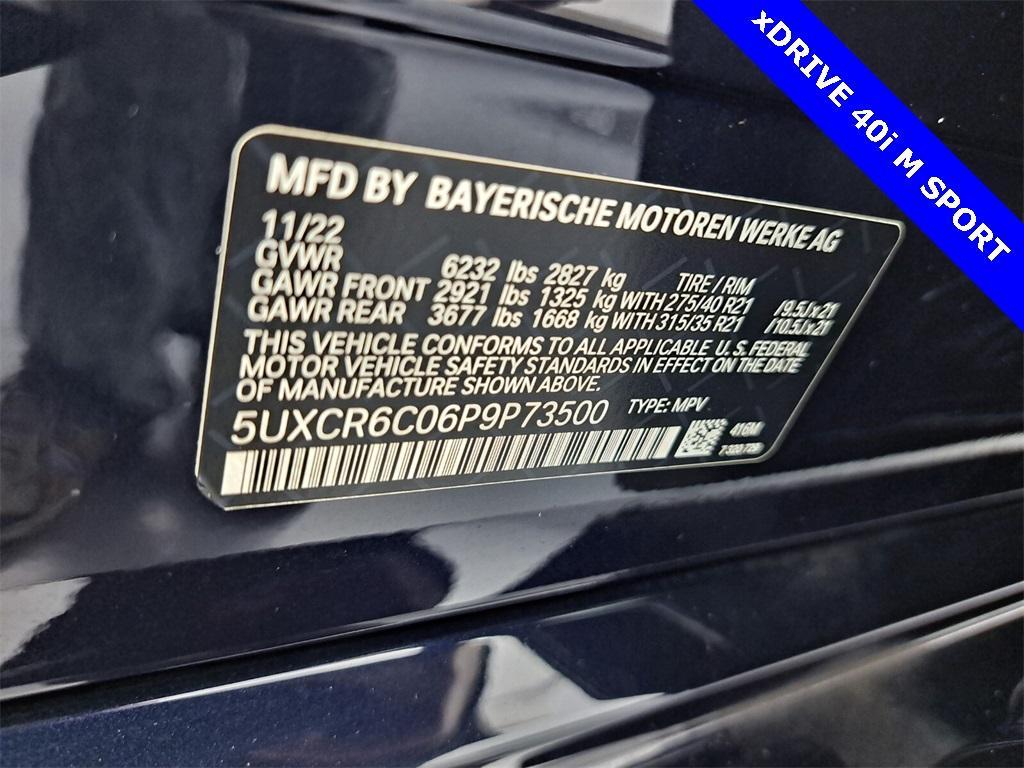 xDRIVE 40i M SPORT
MFD BY BAYERISCHE MOTOREN WERKE AG
11/22
GVWR 6232 lbs 2827 kg TIRE / RIM
GAWR FRONT 2921 lbs 1325 kg WITH 275/40 R21 /9.5Jx21
GAWR REAR 3677 lbs 1668 kg WITH 315/35 R21 /10.5Jx21
THIS VEHICLE CONFORMS TO ALL APPLICABLE U.S. FEDERAL
MOTOR VEHICLE SAFETY STANDARDS IN EFFECT ON THE DATE
OF MANUFACTURE SHOWN ABOVE.
5UXCR6C06P9P73500 TYPE: MPV
416M